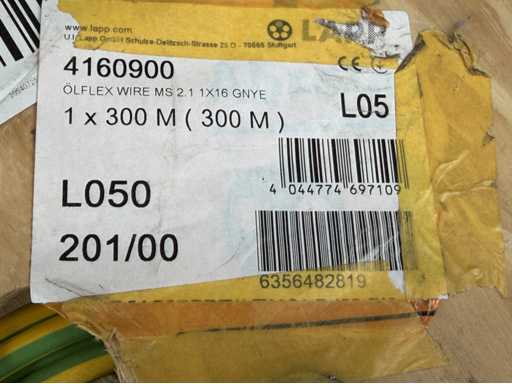 www.lapp.com
U.I. Lapp GmbH Schulze-Delitzsch-Strasse 25 D - 70565 Stuttgart
LAPP
4160900
CE
ÖLFLEX WIRE MS 2.1 1X16 GNYE
1 x 300 M ( 300 M )
L05
4 044774 697109
L050
201/00
6356482819